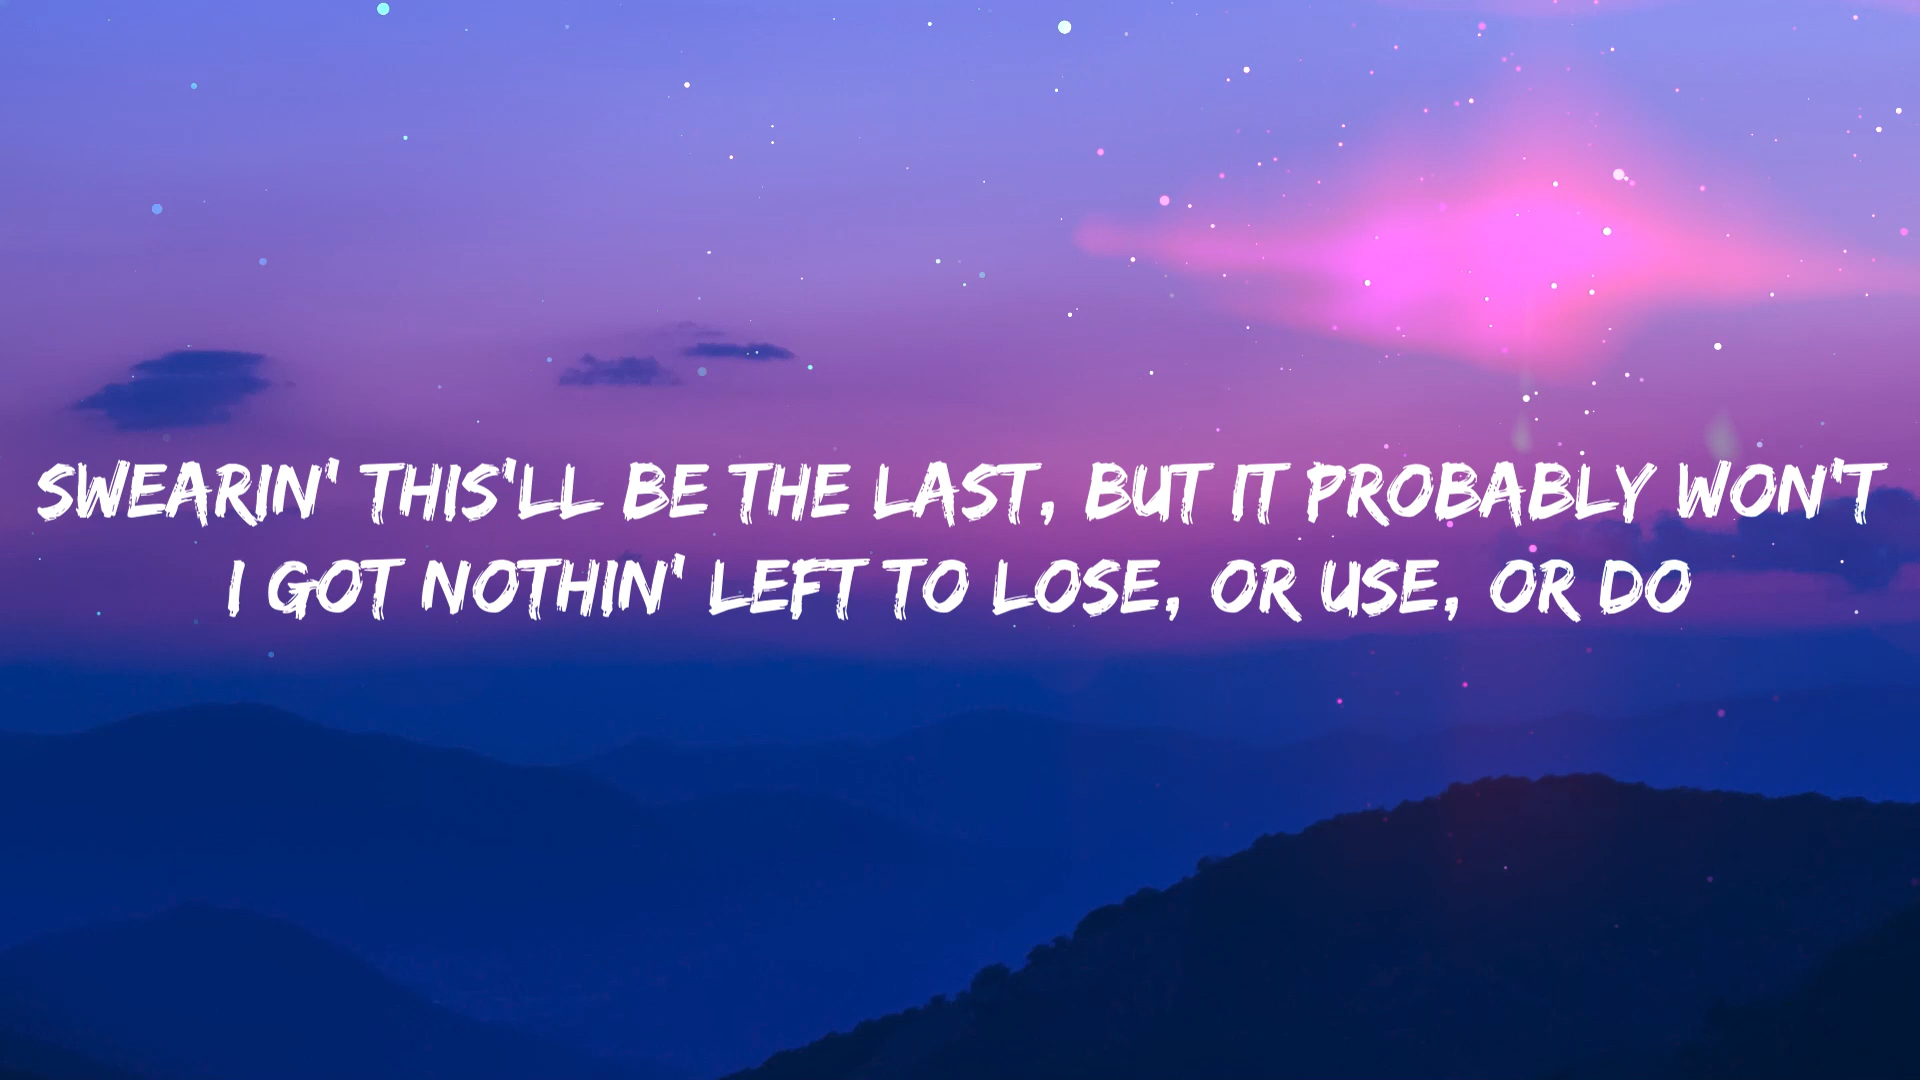 SWEARIN' THIS'LL BE THE LAST, BUT IT PROBABLY WON'T
I GOT NOTHIN' LEFT TO LOSE, OR USE, OR DO